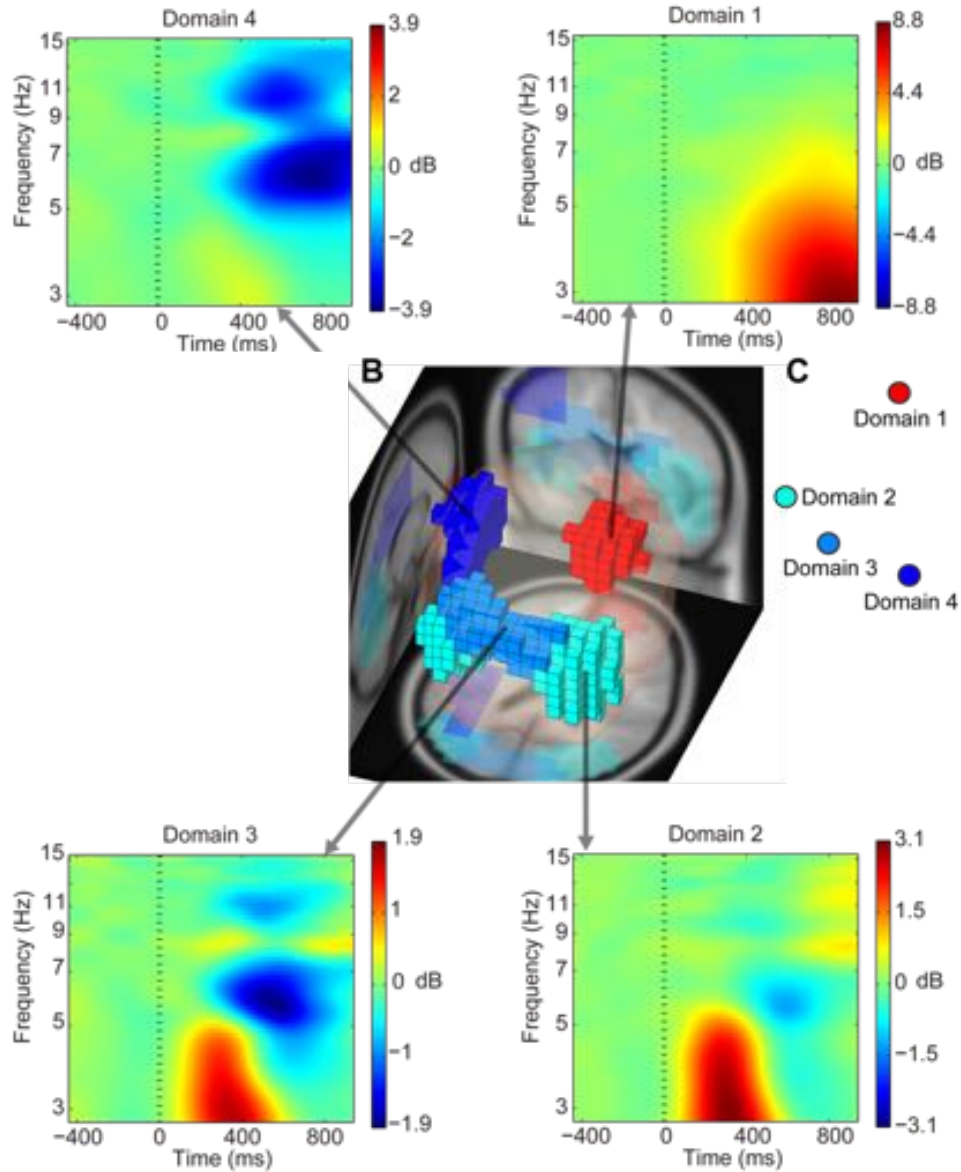 Domain 4
15
11
9
7
5
3
Frequency (Hz)
−400 0 400 800
Time (ms)
3.9
2
0 dB
−2
−3.9
Domain 1
15
11
9
7
5
3
Frequency (Hz)
−400 0 400 800
Time (ms)
8.8
4.4
0 dB
−4.4
−8.8
B
C
Domain 1
Domain 2
Domain 3
Domain 4
Domain 3
15
11
9
7
5
3
Frequency (Hz)
−400 0 400 800
Time (ms)
1.9
1
0 dB
−1
−1.9
Domain 2
15
11
9
7
5
3
Frequency (Hz)
−400 0 400 800
Time (ms)
3.1
1.5
0 dB
−1.5
−3.1